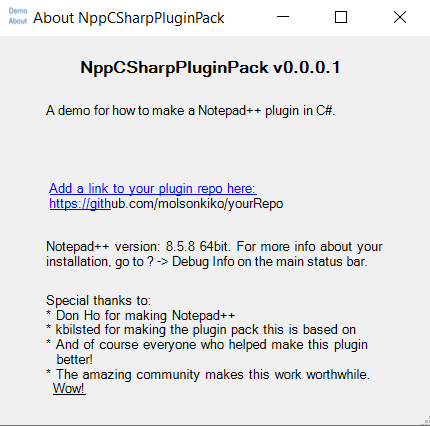 Demo
About
About NppCSharpPluginPack
NppCSharpPluginPack v0.0.0.1
A demo for how to make a Notepad++ plugin in C#.
Add a link to your plugin repo here:
https://github.com/molsonkiko/yourRepo
Notepad++ version: 8.5.8 64bit. For more info about your
installation, go to ? -> Debug Info on the main status bar.
Special thanks to:
* Don Ho for making Notepad++
* kbilsted for making the plugin pack this is based on
* And of course everyone who helped make this plugin
better!
* The amazing community makes this work worthwhile.
Wow!